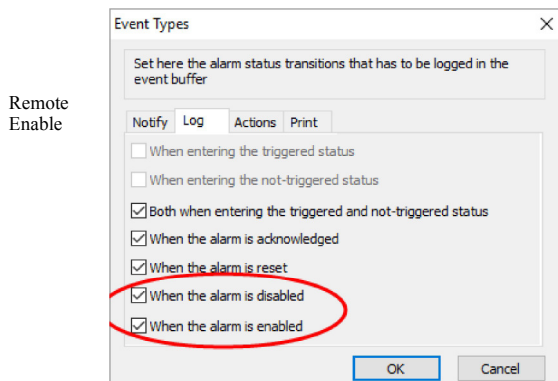 Event Types
Set here the alarm status transitions that has to be logged in the
event buffer
Remote
Enable
Notify Log Actions Print
When entering the triggered status
When entering the not-triggered status
Both when entering the triggered and not-triggered status
When the alarm is acknowledged
When the alarm is reset
When the alarm is disabled
When the alarm is enabled
OK Cancel